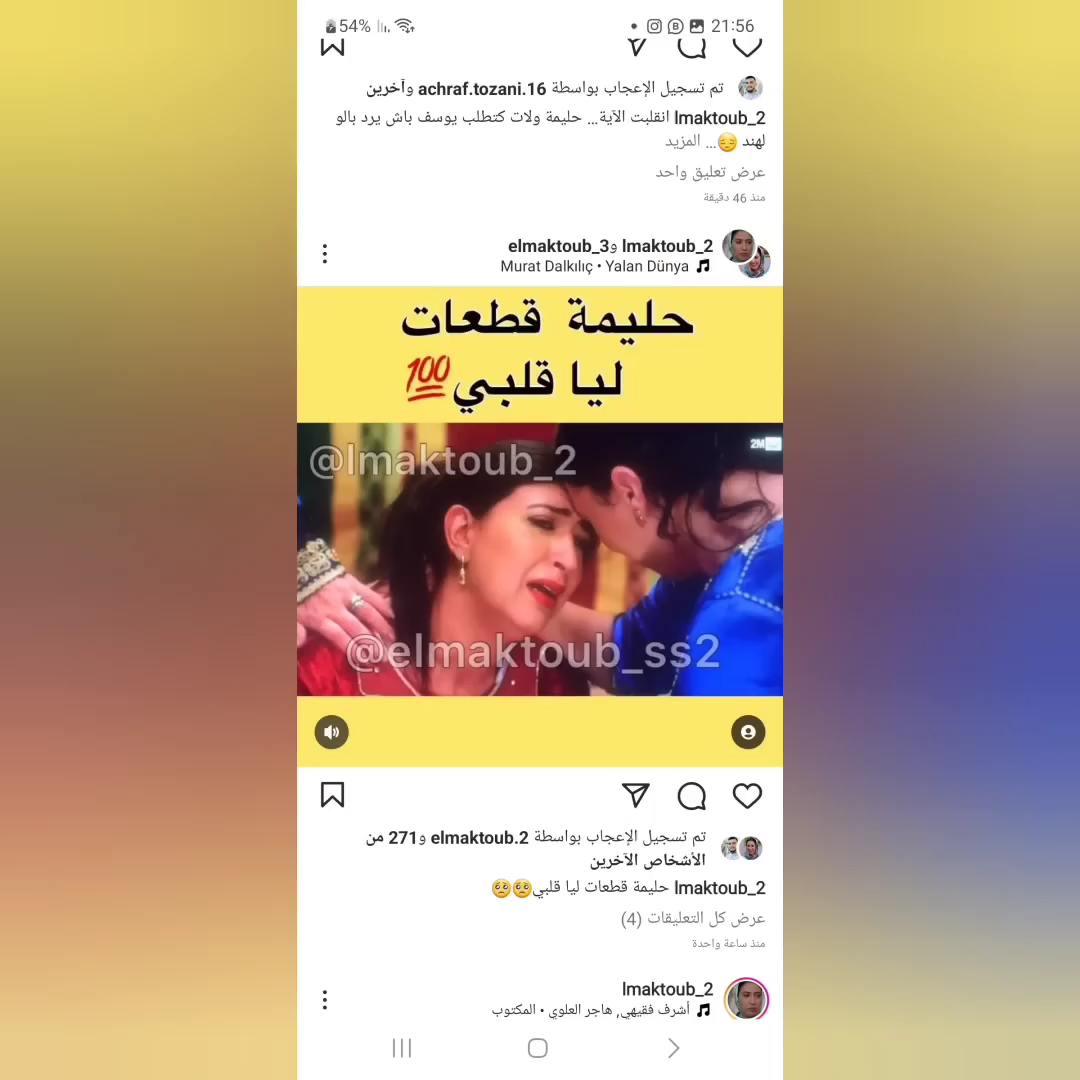 54% 21:56
تم تسجيل الإعجاب بواسطة achraf.tozani.16 وآخرين
lmaktoub_2 انقلبت الآية... حليمة ولات كتطلب يوسف باش يرد بالو
لهند 😔... المزيد
عرض تعليق واحد
منذ 46 دقيقة
lmaktoub_2 وelmaktoub_3
Murat Dalkılıç • Yalan Dünya
حليمة قطعات
ليا قلبي💯
2M
@lmaktoub_2
@elmaktoub_ss2
تم تسجيل الإعجاب بواسطة elmaktoub.2 و271 من
الأشخاص الآخرين
lmaktoub_2 حليمة قطعات ليا قلبي🥺🥺
عرض كل التعليقات (4)
منذ ساعة واحدة
lmaktoub_2
أشرف فقيهي, هاجر العلوي • المكتوب